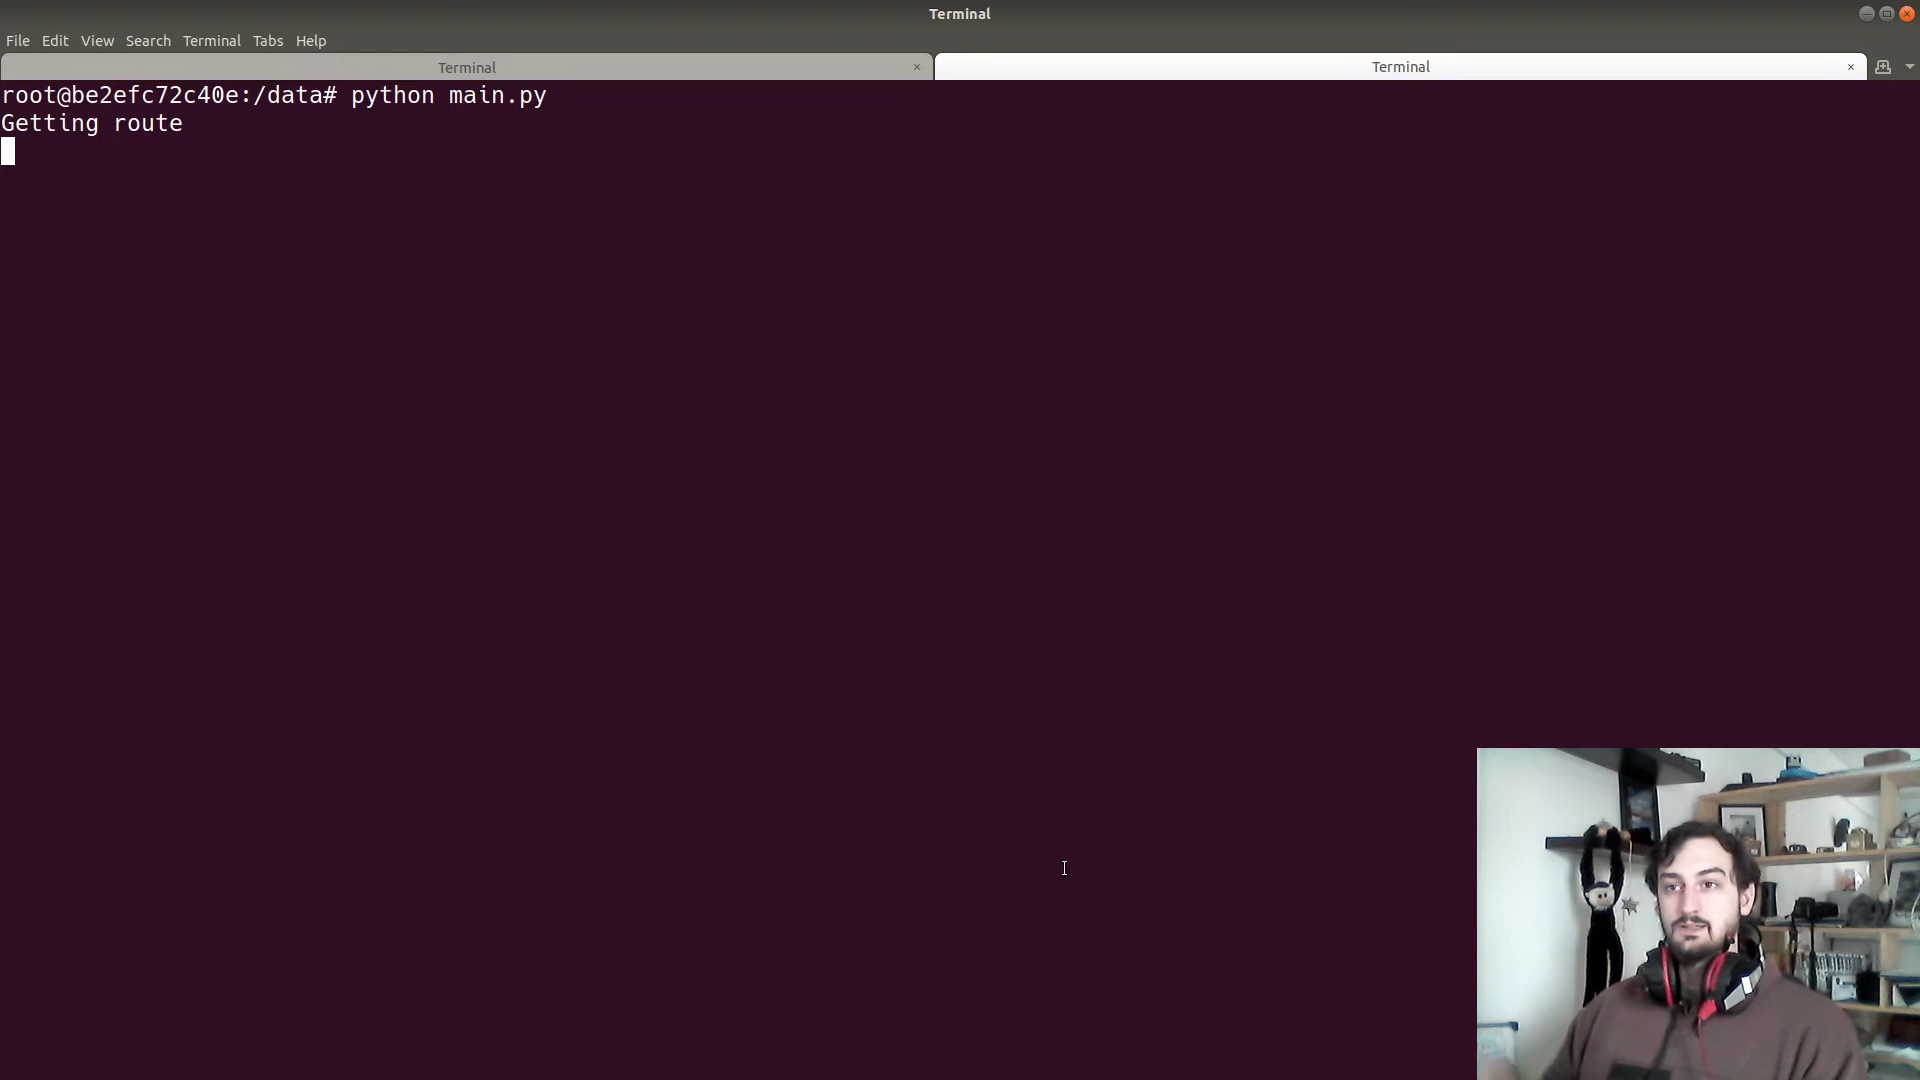 Terminal
File Edit View Search Terminal Tabs Help
Terminal × Terminal ×
root@be2efc72c40e:/data# python main.py
Getting route